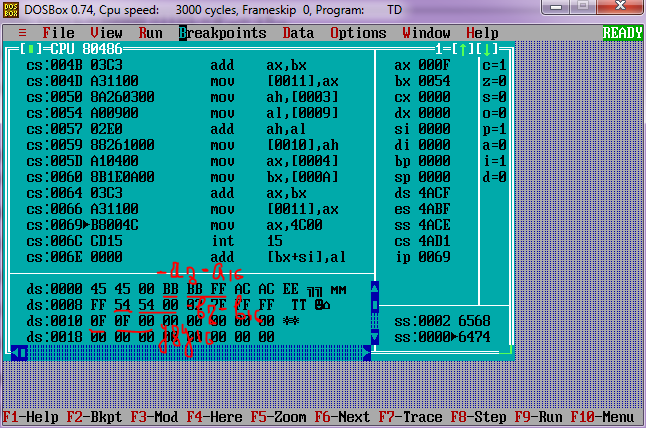 DOSBox 0.74, Cpu speed: 3000 cycles, Frameskip 0, Program: TD
≡ File View Run Breakpoints Data Options Window Help READY
[▪]=CPU 80486 1=[↑][↓]
cs:004B 03C3 add ax,bx ax 000F c=1
cs:004D A31100 mov [0011],ax bx 0054 z=0
cs:0050 8A260300 mov ah,[0003] cx 0000 s=0
cs:0054 A00900 mov al,[0009] dx 0000 o=0
cs:0057 02E0 add ah,al si 0000 p=1
cs:0059 88261000 mov [0010],ah di 0000 a=0
cs:005D A10400 mov ax,[0004] bp 0000 i=1
cs:0060 8B1E0A00 mov bx,[000A] sp 0000 d=0
cs:0064 03C3 add ax,bx ds 4ACF
cs:0066 A31100 mov [0011],ax es 4ABF
cs:0069►B8004C mov ax,4C00 ss 4ACE
cs:006C CD15 int 15 cs 4AD1
cs:006E 0000 add [bx+si],al ip 0069
ds:0000 45 45 00 BB BB FF AC AC EE ╗╗ мм
ds:0008 FF 54 54 00 02 7F FF FF TT
ds:0010 0F 0F 00 00 00 00 00 00 ss:0002 6568
ds:0018 00 00 00 00 00 00 00 00 ss:0000►6474
F1-Help F2-Bkpt F3-Mod F4-Here F5-Zoom F6-Next F7-Trace F8-Step F9-Run F10-Menu